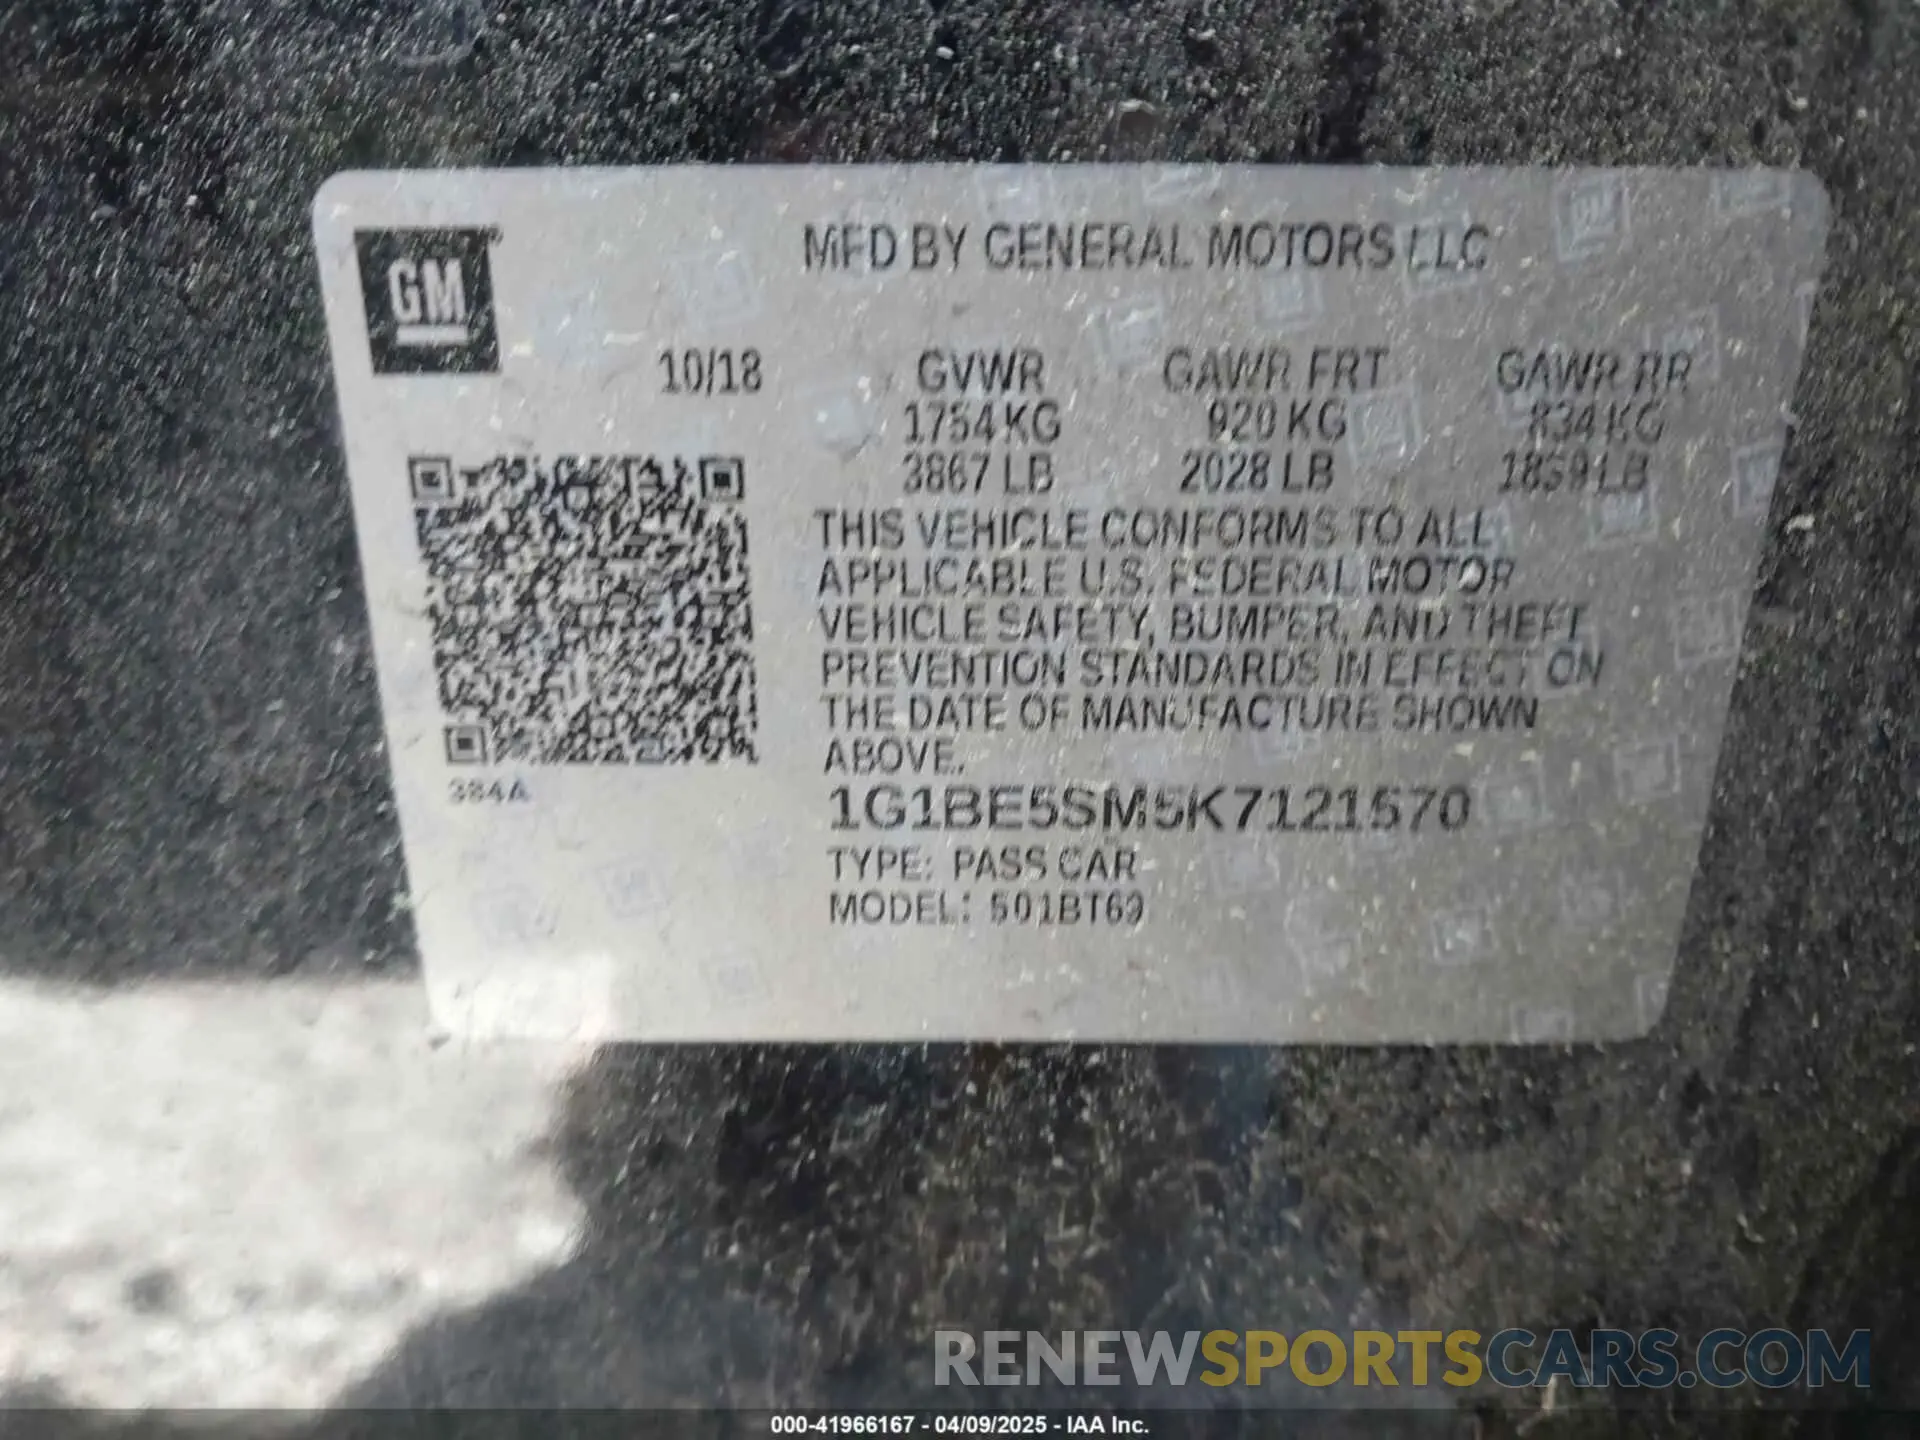 GM
MFD BY GENERAL MOTORS LLC
10/18 GVWR GAWR FRT GAWR RR
1754 KG 920 KG 834 KG
3867 LB 2028 LB 1839 LB
THIS VEHICLE CONFORMS TO ALL
APPLICABLE U.S. FEDERAL MOTOR
VEHICLE SAFETY, BUMPER, AND THEFT
PREVENTION STANDARDS IN EFFECT ON
THE DATE OF MANUFACTURE SHOWN
ABOVE.
384A
1G1BE5SM5K7121570
TYPE: PASS CAR
MODEL: 501BT69
RENEWSPORTSCARS.COM
000-41966167 - 04/09/2025 - IAA Inc.